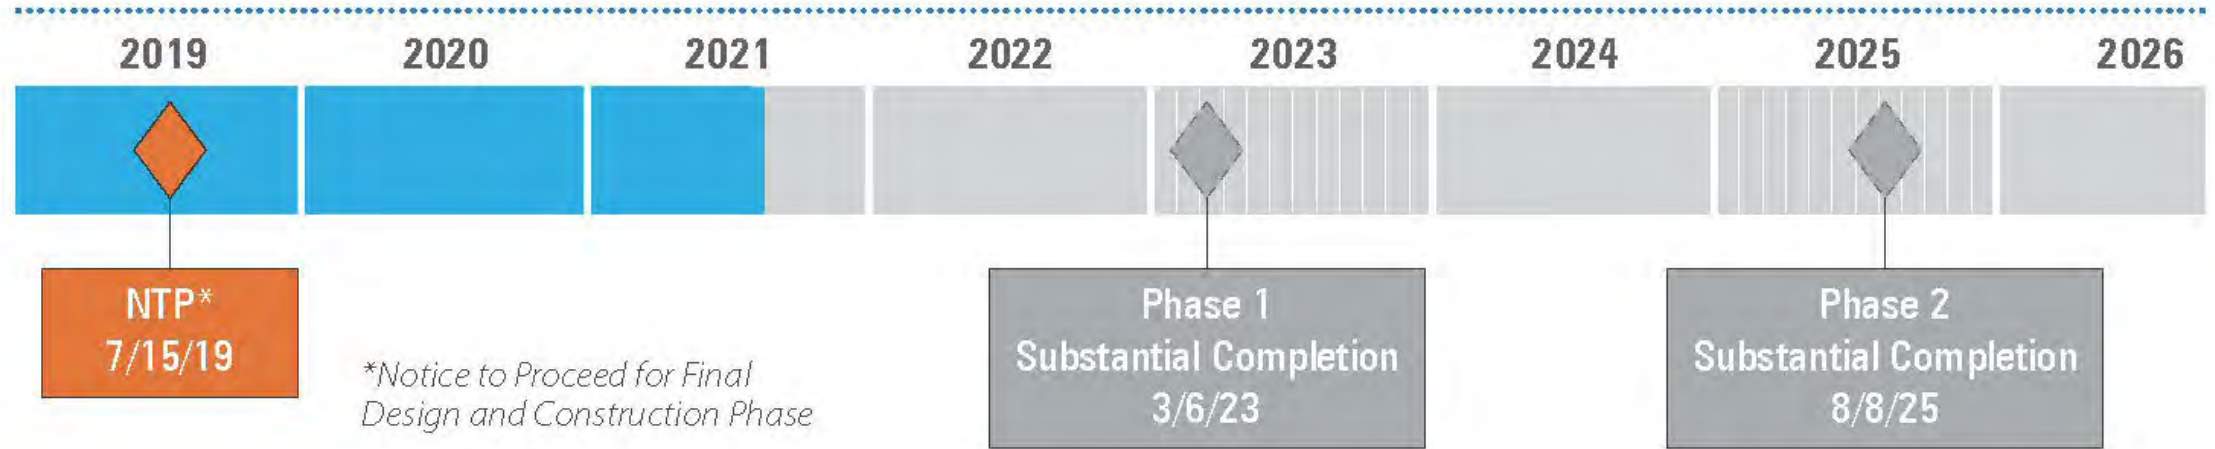 2019 2020 2021 2022 2023 2024 2025 2026
NTP*
7/15/19
*Notice to Proceed for Final
Design and Construction Phase
Phase 1
Substantial Completion
3/6/23
Phase 2
Substantial Completion
8/8/25